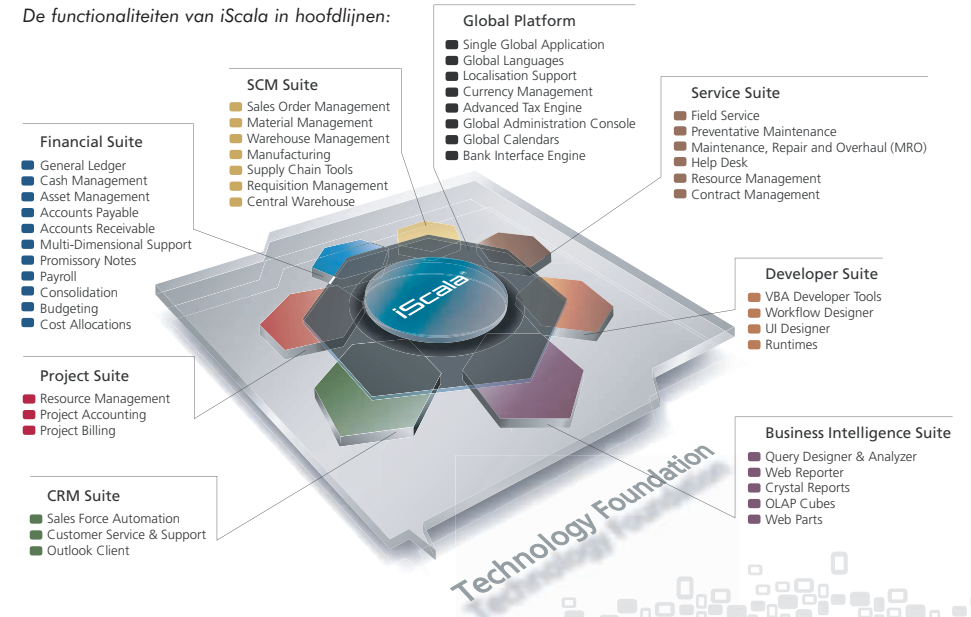 De functionaliteiten van iScala in hoofdlijnen:
Global Platform
Single Global Application
Global Languages
Localisation Support
Currency Management
Advanced Tax Engine
Global Administration Console
Global Calendars
Bank Interface Engine
SCM Suite
Sales Order Management
Material Management
Warehouse Management
Manufacturing
Supply Chain Tools
Requisition Management
Central Warehouse
Service Suite
Field Service
Preventative Maintenance
Maintenance, Repair and Overhaul (MRO)
Help Desk
Resource Management
Contract Management
Financial Suite
General Ledger
Cash Management
Asset Management
Accounts Payable
Accounts Receivable
Multi-Dimensional Support
Promissory Notes
Payroll
Consolidation
Budgeting
Cost Allocations
iScala
Developer Suite
VBA Developer Tools
Workflow Designer
UI Designer
Runtimes
Project Suite
Resource Management
Project Accounting
Project Billing
Business Intelligence Suite
Query Designer & Analyzer
Web Reporter
Crystal Reports
OLAP Cubes
Web Parts
CRM Suite
Sales Force Automation
Customer Service & Support
Outlook Client
Technology Foundation